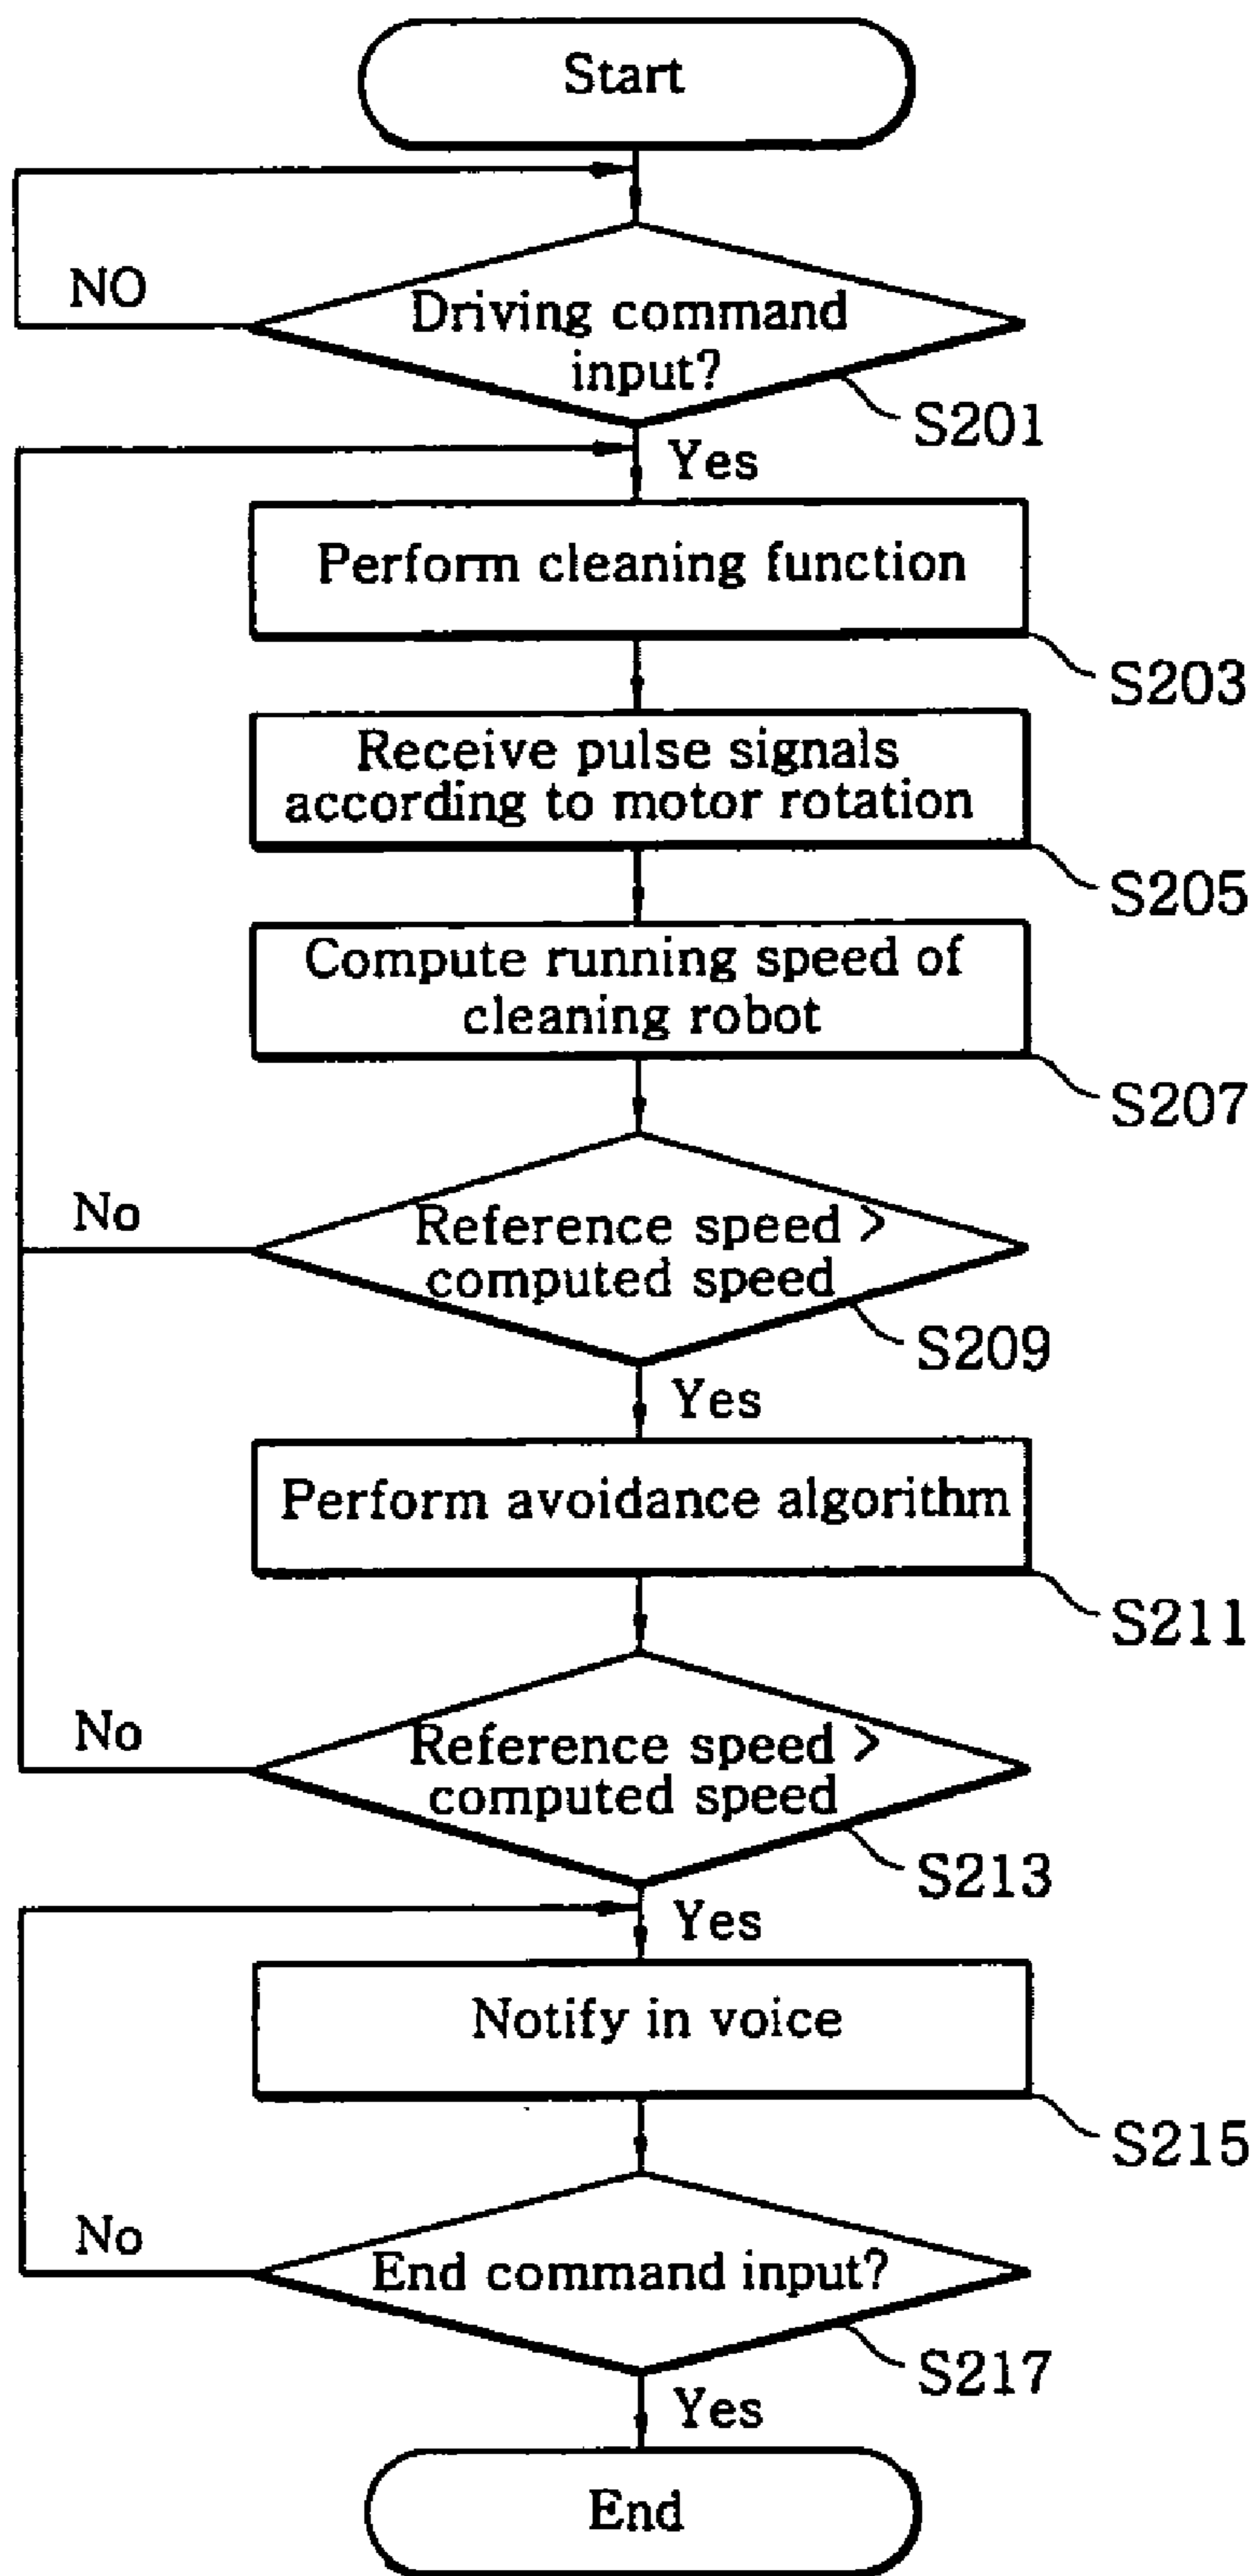 Start
NO
Driving command
input?
S201
Yes
Perform cleaning function
S203
Receive pulse signals
according to motor rotation
S205
Compute running speed of
cleaning robot
S207
No
Reference speed >
computed speed
S209
Yes
Perform avoidance algorithm
S211
No
Reference speed >
computed speed
S213
Yes
Notify in voice
S215
No
End command input?
S217
Yes
End